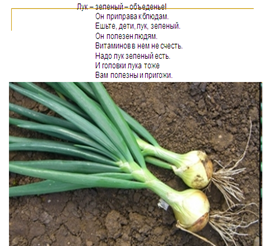 Лук – зеленый – объеденье!
Он приправа к блюдам.
Ешьте, дети, лук, зеленый.
Он полезен людям.
Витаминов в нем не счесть.
Надо лук зеленый есть.
И головки лука тоже
Вам полезны и пригожи.